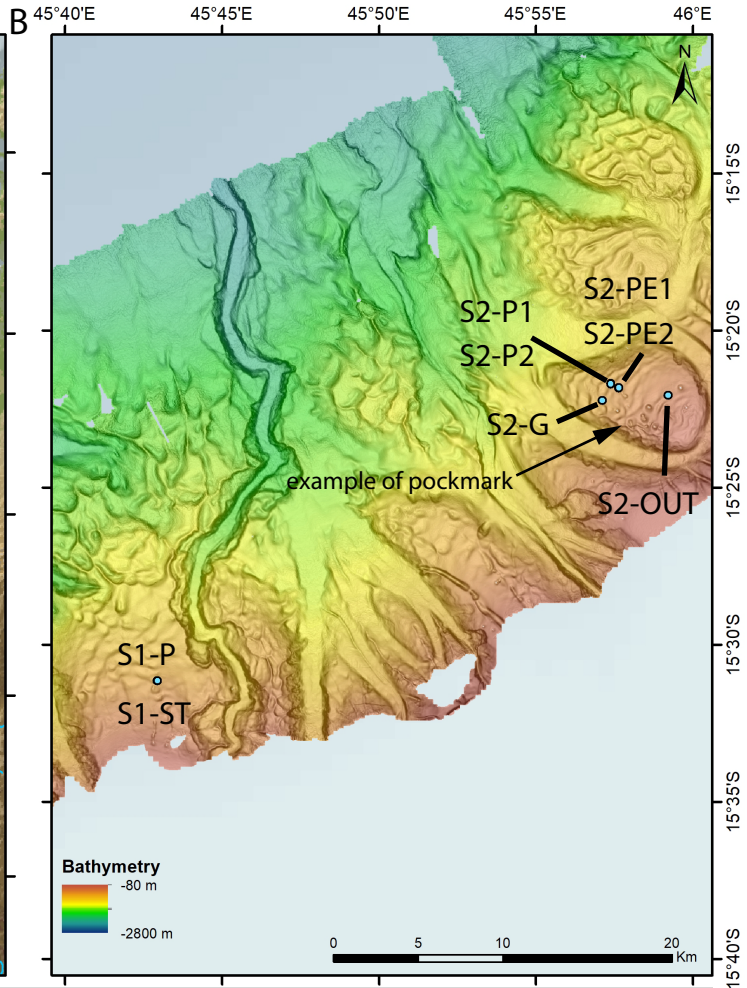 B
45°40'E 45°45'E 45°50'E 45°55'E 46°E
N
15°15'S
S2-PE1
S2-P1
15°20'S
S2-PE2
S2-P2
S2-G
example of pockmark
15°25'S
S2-OUT
15°30'S
S1-P
S1-ST
15°35'S
Bathymetry
-80 m
-2800 m
0 5 10 20
Km
15°40'S